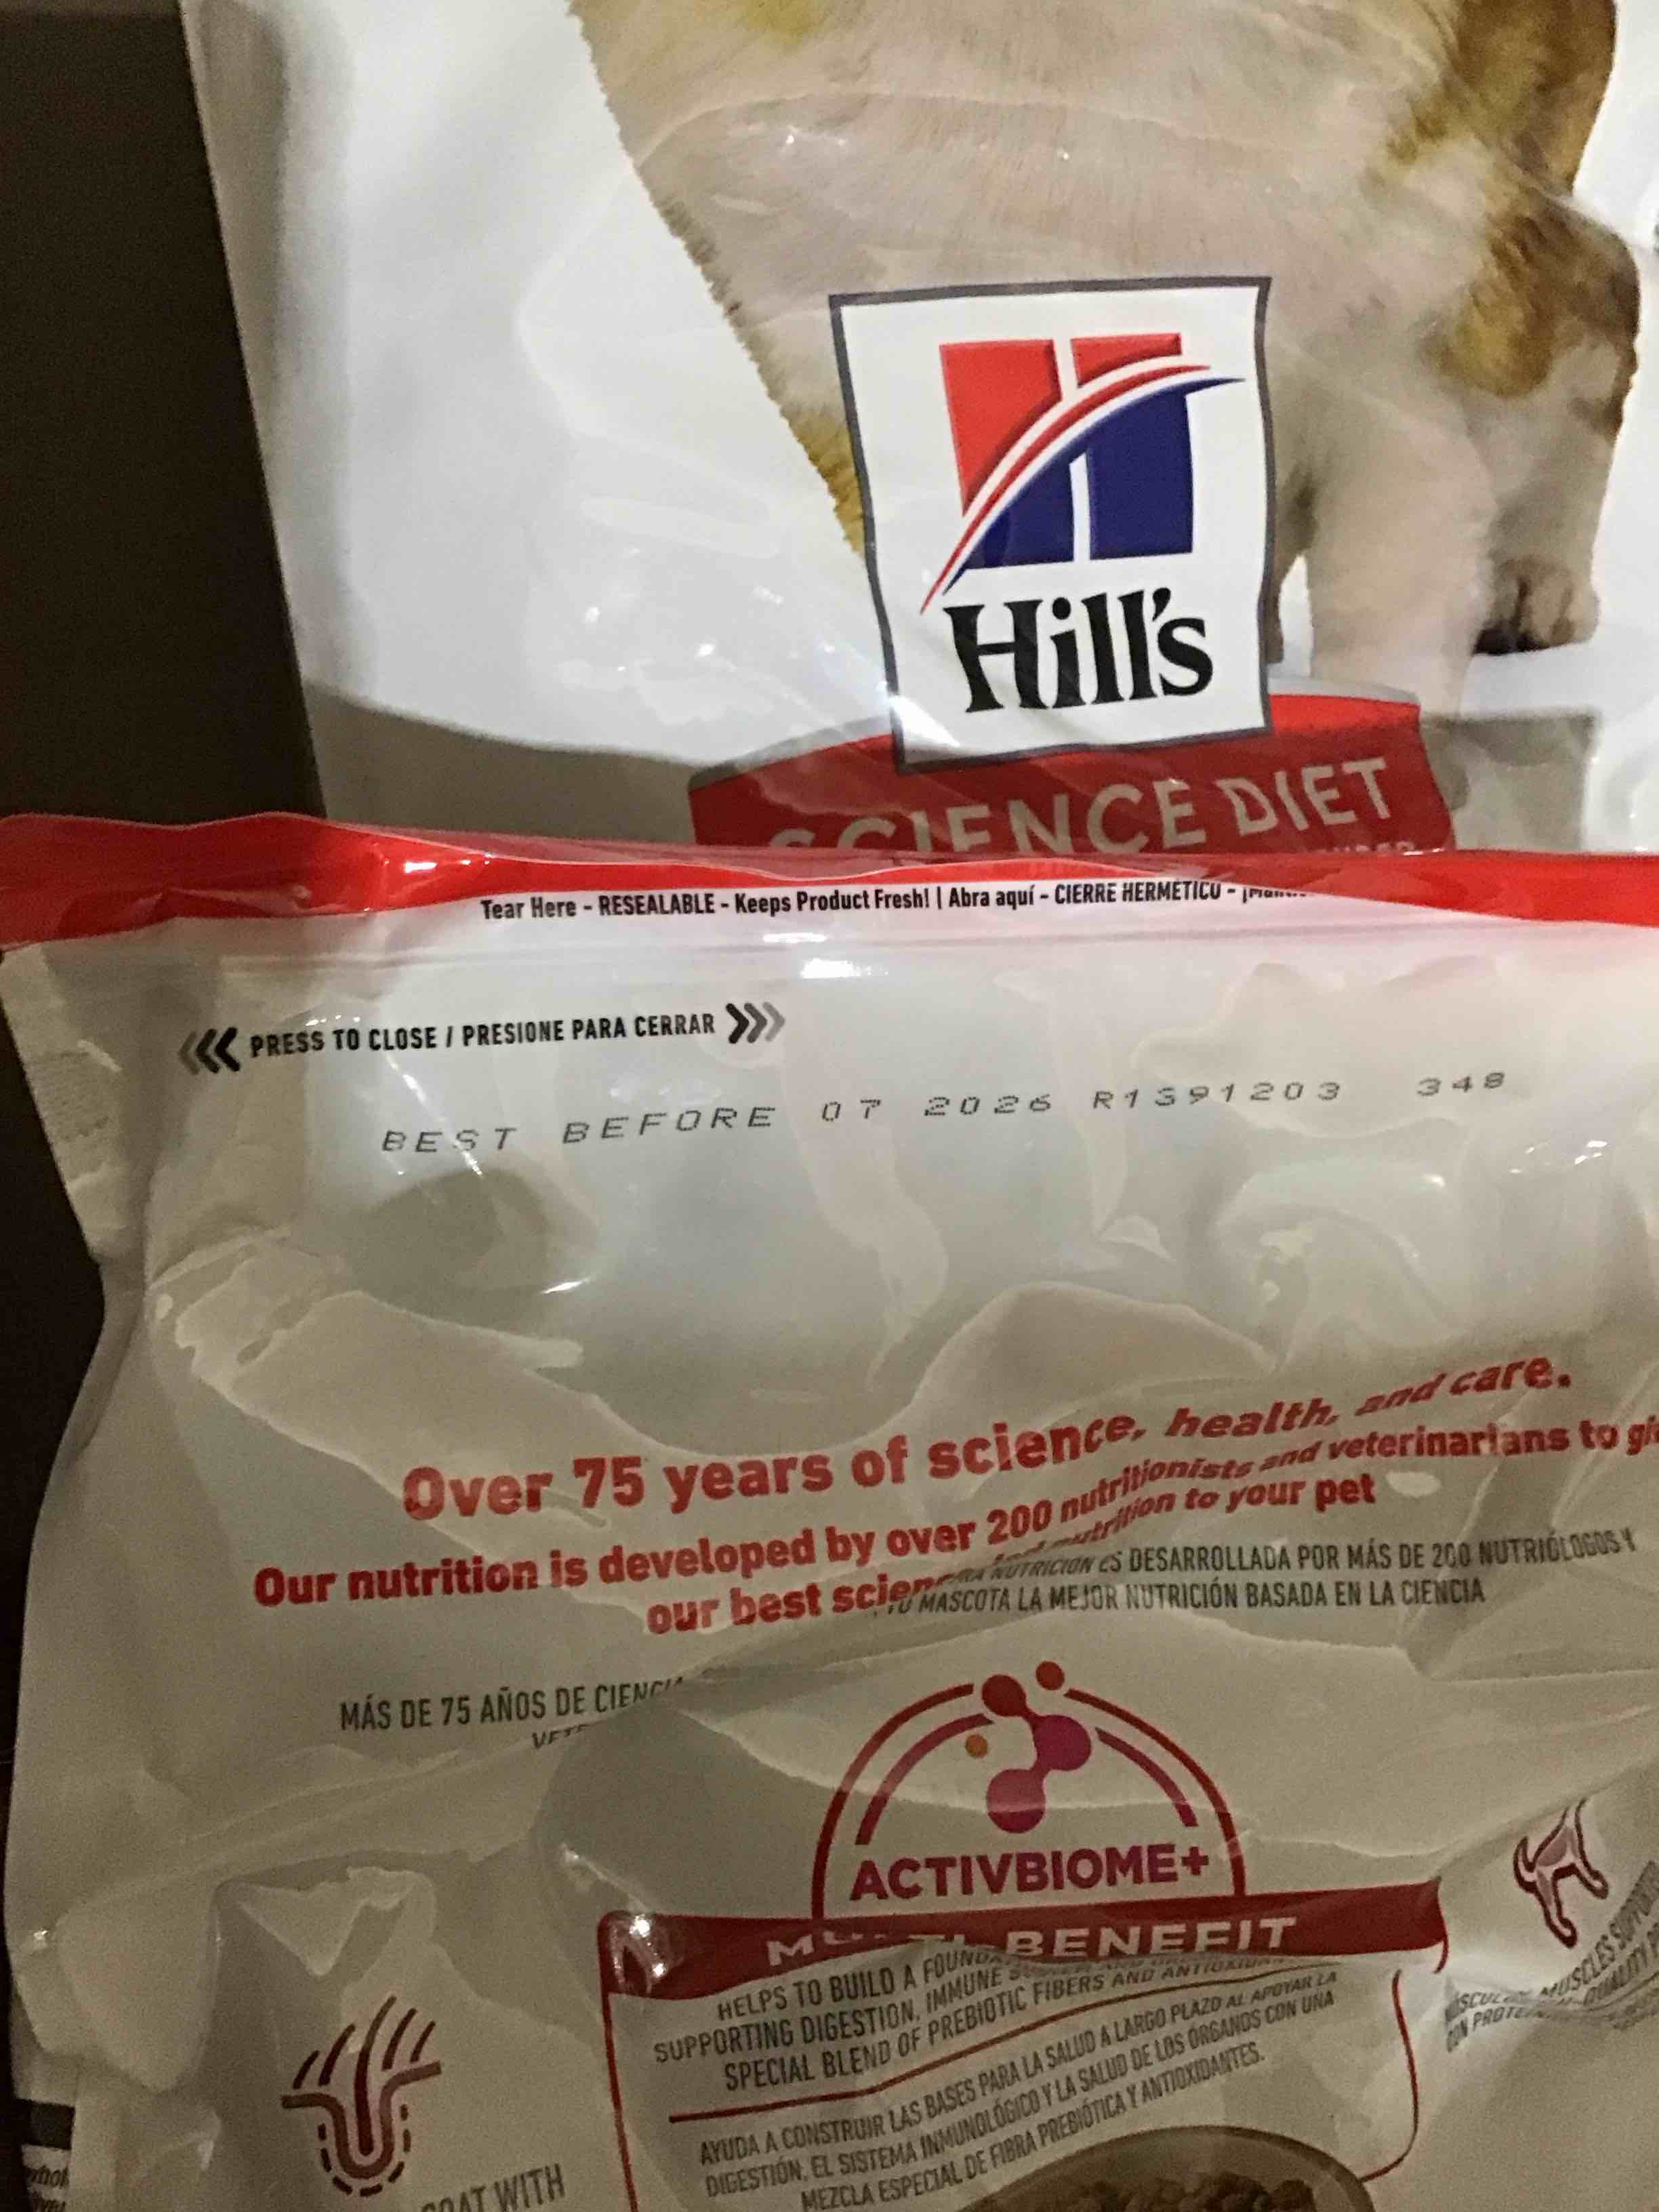 Hill's
SCIENCE DIET
Tear Here - RESEALABLE - Keeps Product Fresh! | Abra aquí - CIERRE HERMÉTICO -
PRESS TO CLOSE / PRESIONE PARA CERRAR
BEST BEFORE 07 2026 R1391203 348
Over 75 years of science, health, and care.
Our nutrition is developed by over 200 nutritionists and veterinarians to
our best nutrition to your pet
ES DESARROLLADA POR MÁS DE 200 NUTRIÓLOGOS Y
MASCOTA LA MEJOR NUTRICIÓN BASADA EN LA CIENCIA
MÁS DE 75 AÑOS DE
ACTIVBIOME+
BENEFIT
HELPS TO BUILD A
SUPPORTING DIGESTION, IMMUNE
SPECIAL BLEND OF PREBIOTIC FIBERS AND
AYUDA A CONSTRUIR LAS BASES PARA LA SALUD A LARGO PLAZO AL APOYAR LA
DIGESTIÓN, EL SISTEMA INMUNOLÓGICO Y LA SALUD DE LOS ÓRGANOS CON UNA
MEZCLA ESPECIAL DE FIBRA PREBIÓTICA Y ANTIOXIDANTES.
MUSCLES
WITH